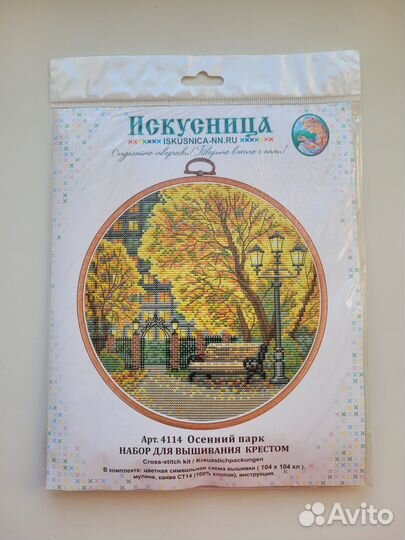 Искусница
ISKUSNICA-NN.RU
Отдыхайте творчески! Творите вместе с нами!
Арт. 4114 Осенний парк
НАБОР ДЛЯ ВЫШИВАНИЯ КРЕСТОМ
Cross-stitch kit / Kreuzstichpackungen
В комплекте: цветная символьная схема вышивки ( 104 х 104 кл ),
мулине, канва СТ14 (100% хлопок), инструкция.
Avito